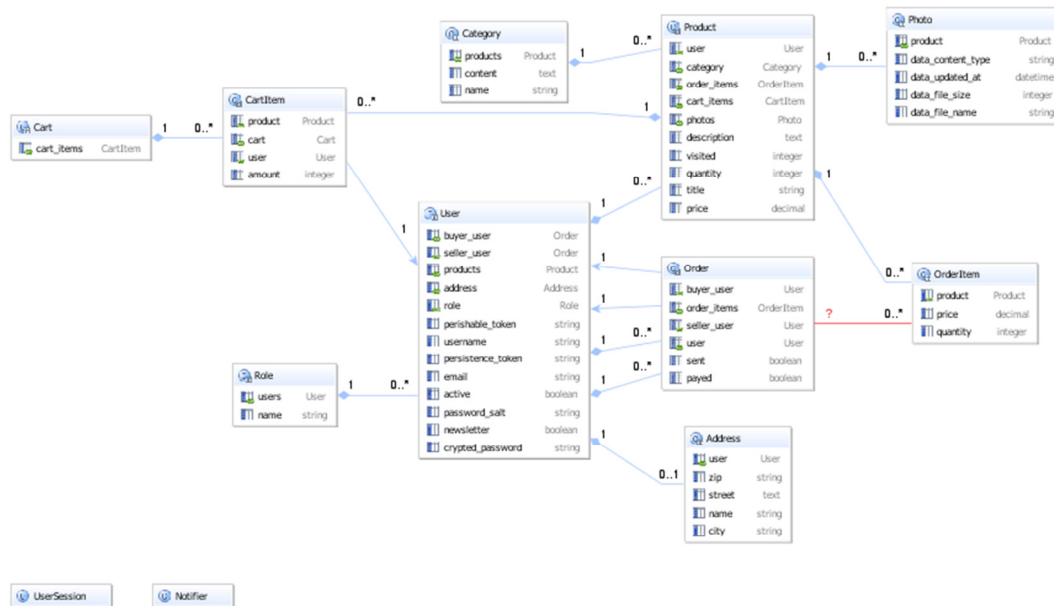 Category
products Product
content text
name string
Product
user User
category Category
order_items OrderItem
cart_items CartItem
photos Photo
description text
visited integer
quantity integer
title string
price decimal
Photo
product Product
data_content_type string
data_updated_at datetime
data_file_size integer
data_file_name string
1
0..*
1
0..*
CartItem
product Product
cart Cart
user User
amount integer
0..*
1
Cart
cart_items CartItem
1
0..*
1
User
buyer_user Order
seller_user Order
products Product
address Address
role Role
perishable_token string
username string
persistence_token string
email string
active boolean
password_salt string
newsletter boolean
crypted_password string
1
0..*
1
0..*
Order
buyer_user User
order_items OrderItem
seller_user User
user User
sent boolean
payed boolean
1
1
1
0..*
1
0..*
OrderItem
product Product
price decimal
quantity integer
?
0..*
Role
users User
name string
1
0..*
1
0..1
Address
user User
zip string
street text
name string
city string
UserSession
Notifier